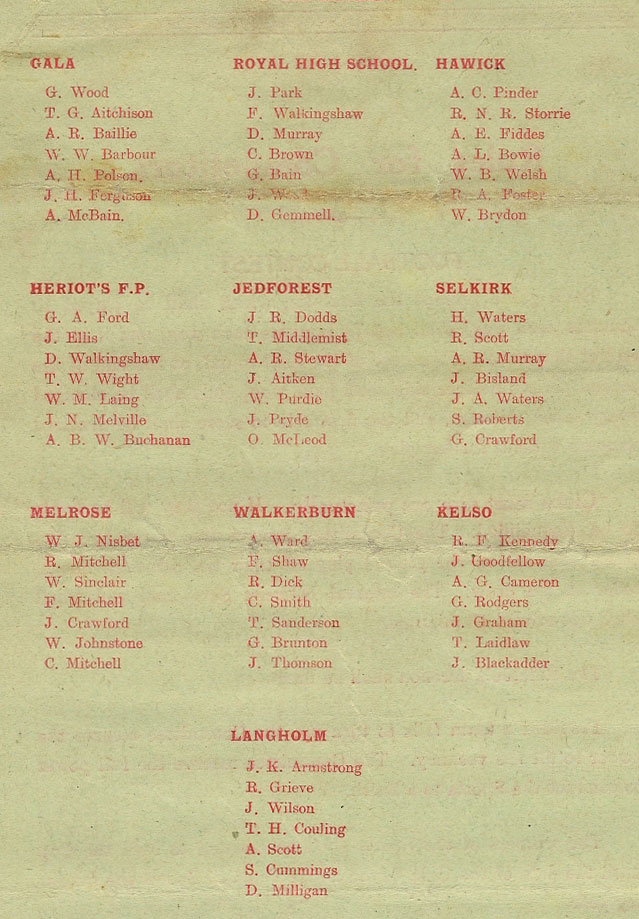 GALA
G. Wood
T. G. Aitchison
A. R. Baillie
W. W. Barbour
A. H. Polson.
J. H. Ferguson
A. McBain.
ROYAL HIGH SCHOOL.
J. Park
F. Walkingshaw
D. Murray
C. Brown
G. Bain
J.
D. Gemmell.
HAWICK
A. C. Pinder
R. N. R. Storrie
A. E. Fiddes
A. L. Bowie
W. B. Welsh
R. A. Foster
W. Brydon
HERIOT'S F.P.
G. A. Ford
J. Ellis
D. Walkingshaw
T. W. Wight
W. M. Laing
J. N. Melville
A. B. W. Buchanan
JEDFOREST
J. R. Dodds
T. Middlemist
A. R. Stewart
J. Aitken
W. Purdie
J. Pryde
O. McLeod
SELKIRK
H. Waters
R. Scott
A. R. Murray
J. Bisland
J. A. Waters
S. Roberts
G. Crawford
MELROSE
W. J. Nisbet
R. Mitchell
W. Sinclair
F. Mitchell
J. Crawford
W. Johnstone
C. Mitchell
WALKERBURN
A. Ward
F. Shaw
R. Dick
C. Smith
T. Sanderson
G. Brunton
J. Thomson
KELSO
R. F. Kennedy
J. Goodfellow
A. G. Cameron
G. Rodgers
J. Graham
T. Laidlaw
J. Blackadder
LANGHOLM
J. K. Armstrong
R. Grieve
J. Wilson
T. H. Couling
A. Scott
S. Cummings
D. Milligan